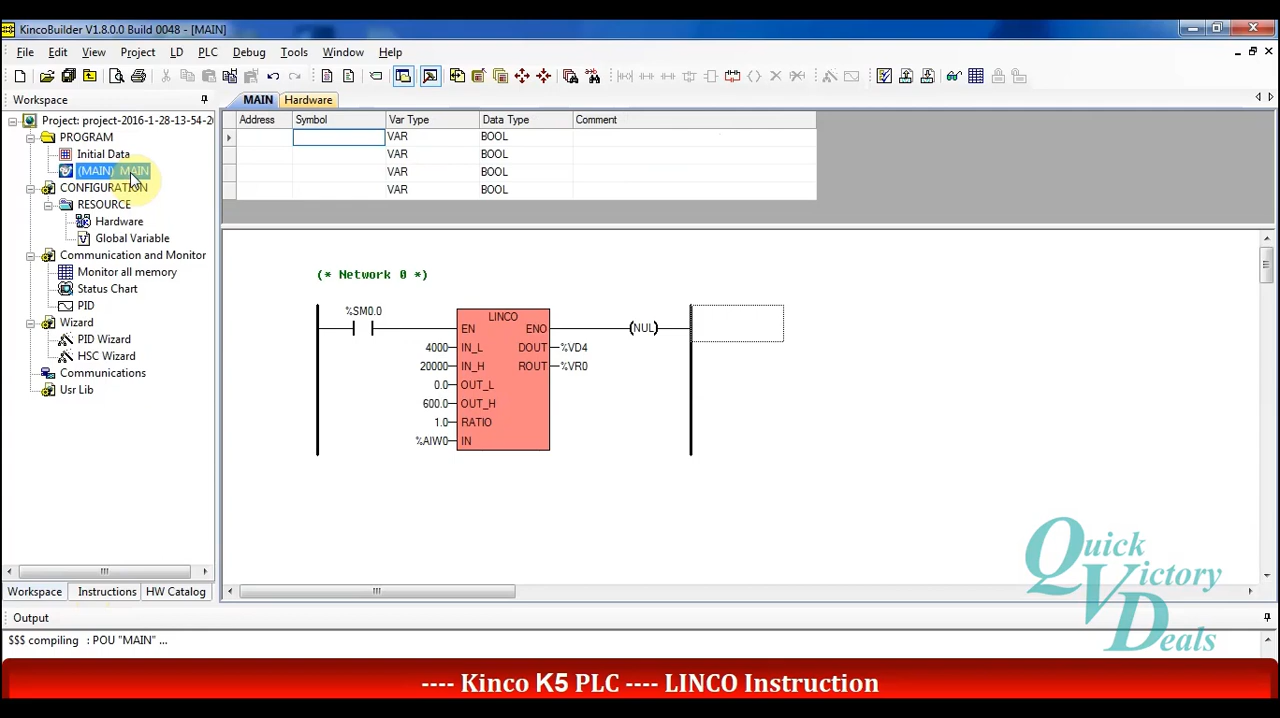 KincoBuilder V1.8.0.0 Build 0048 - [MAIN]
File Edit View Project LD PLC Debug Tools Window Help
Workspace
MAIN Hardware
Project: project-2016-1-28-13-54-20
PROGRAM
Initial Data
(MAIN) MAIN
CONFIGURATION
RESOURCE
Hardware
Global Variable
Communication and Monitor
Monitor all memory
Status Chart
PID
Wizard
PID Wizard
HSC Wizard
Communications
Usr Lib
Workspace Instructions HW Catalog
Address Symbol Var Type Data Type Comment
VAR BOOL
VAR BOOL
VAR BOOL
VAR BOOL
(* Network 0 *)
%SM0.0
LINCO
EN ENO (NUL)
4000 IN_L DOUT %VD4
20000 IN_H ROUT %VR0
0.0 OUT_L
600.0 OUT_H
1.0 RATIO
%AIW0 IN
Quick
Victory
Deals
Output
$$$ compiling : POU "MAIN" ...
---- Kinco K5 PLC ---- LINCO Instruction